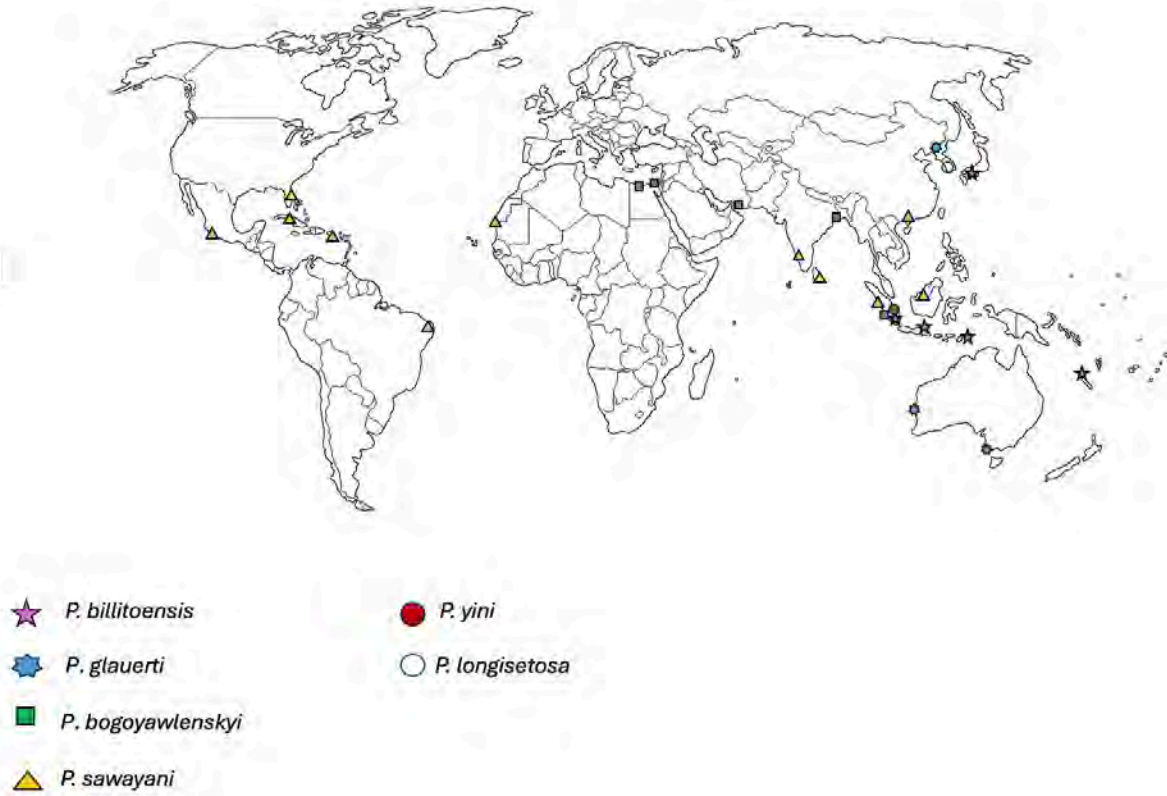 P. billitoensis
P. glauerti
P. bogoyawlenskyi
P. sawayani
P. yini
P. longisetosa